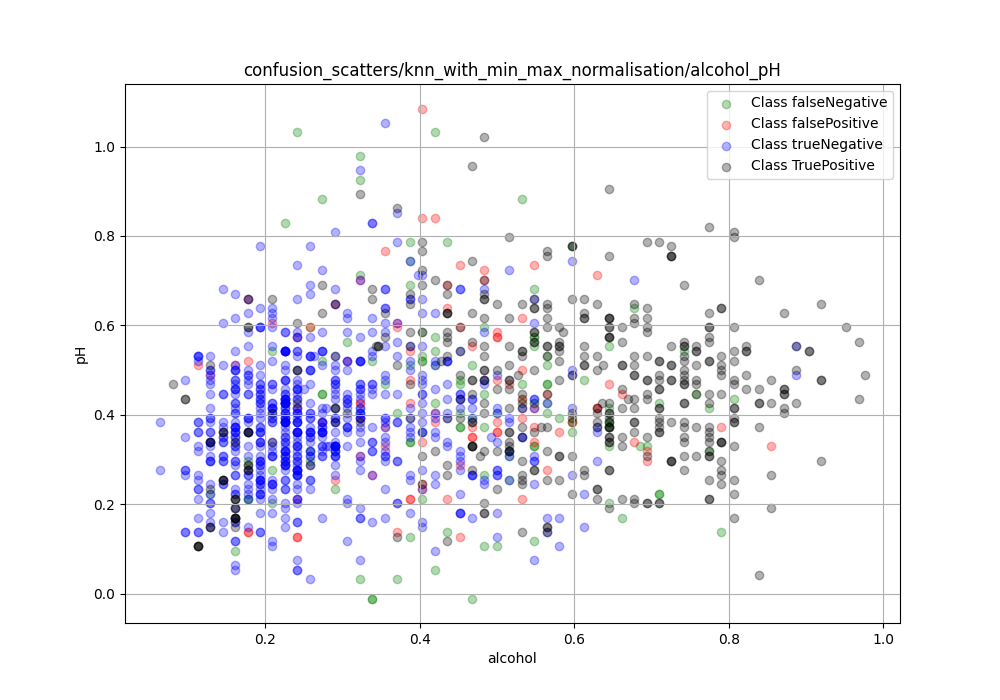 confusion_scatters/knn_with_min_max_normalisation/alcohol_pH
Class falseNegative
Class falsePositive
Class trueNegative
Class TruePositive
pH
1.0
0.8
0.6
0.4
0.2
0.0
0.2
0.4
0.6
0.8
1.0
alcohol